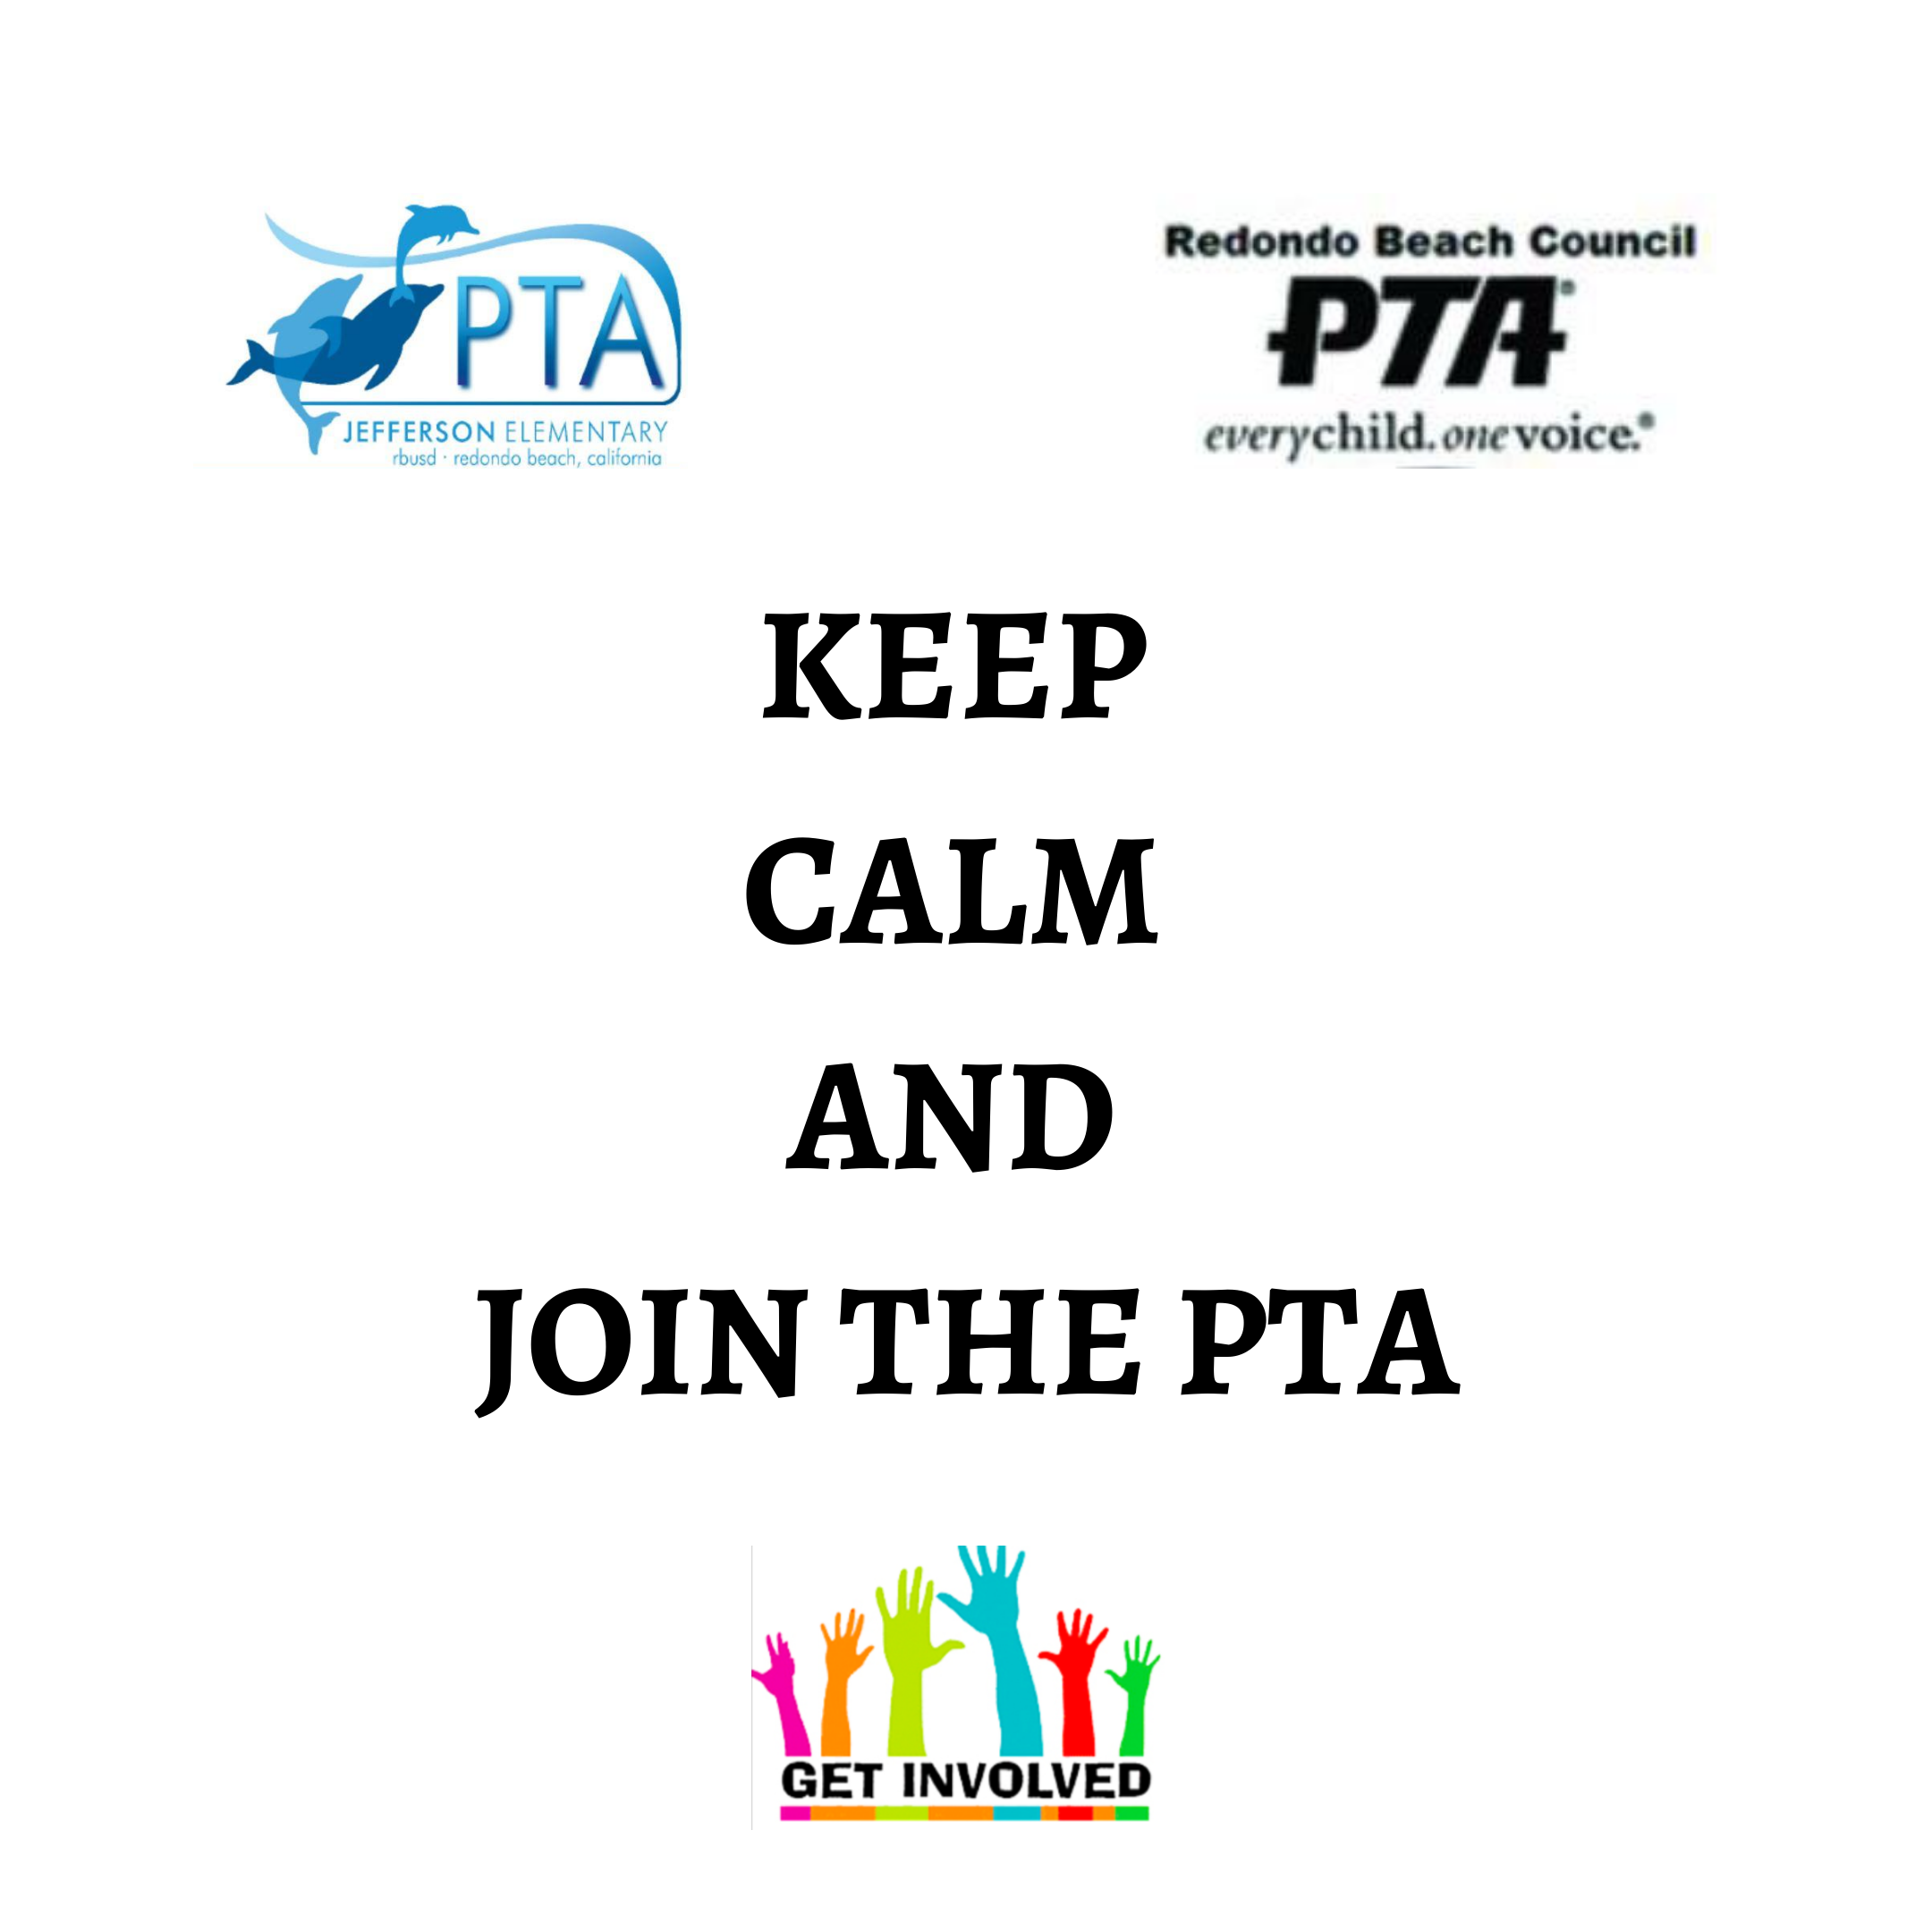 PTA
JEFFERSON ELEMENTARY
rbusd · redondo beach, california
Redondo Beach Council
PTA®
everychild.onevoice.®
KEEP
CALM
AND
JOIN THE PTA
GET INVOLVED